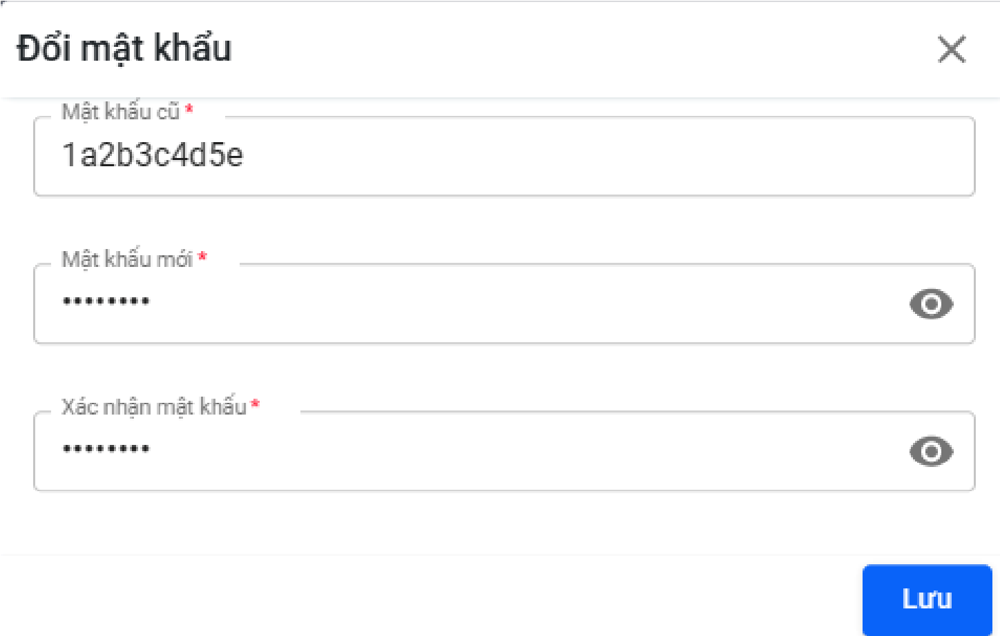 Đổi mật khẩu
Mật khẩu cũ *
1a2b3c4d5e
Mật khẩu mới *
••••••••
Xác nhận mật khẩu *
••••••••
Lưu